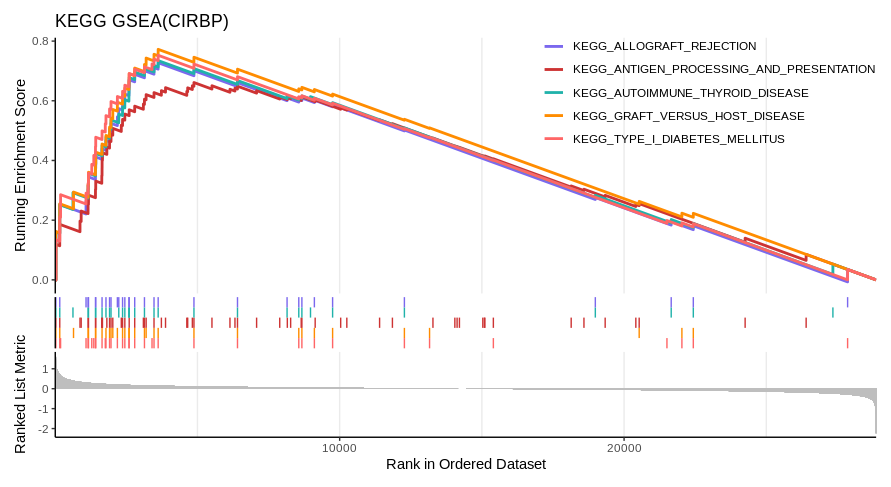 KEGG GSEA(CIRBP)
KEGG_ALLOGRAFT_REJECTION
KEGG_ANTIGEN_PROCESSING_AND_PRESENTATION
KEGG_AUTOIMMUNE_THYROID_DISEASE
KEGG_GRAFT_VERSUS_HOST_DISEASE
KEGG_TYPE_I_DIABETES_MELLITUS
Running Enrichment Score
0.8
0.6
0.4
0.2
0.0
Ranked List Metric
1
0
-1
-2
10000
20000
Rank in Ordered Dataset